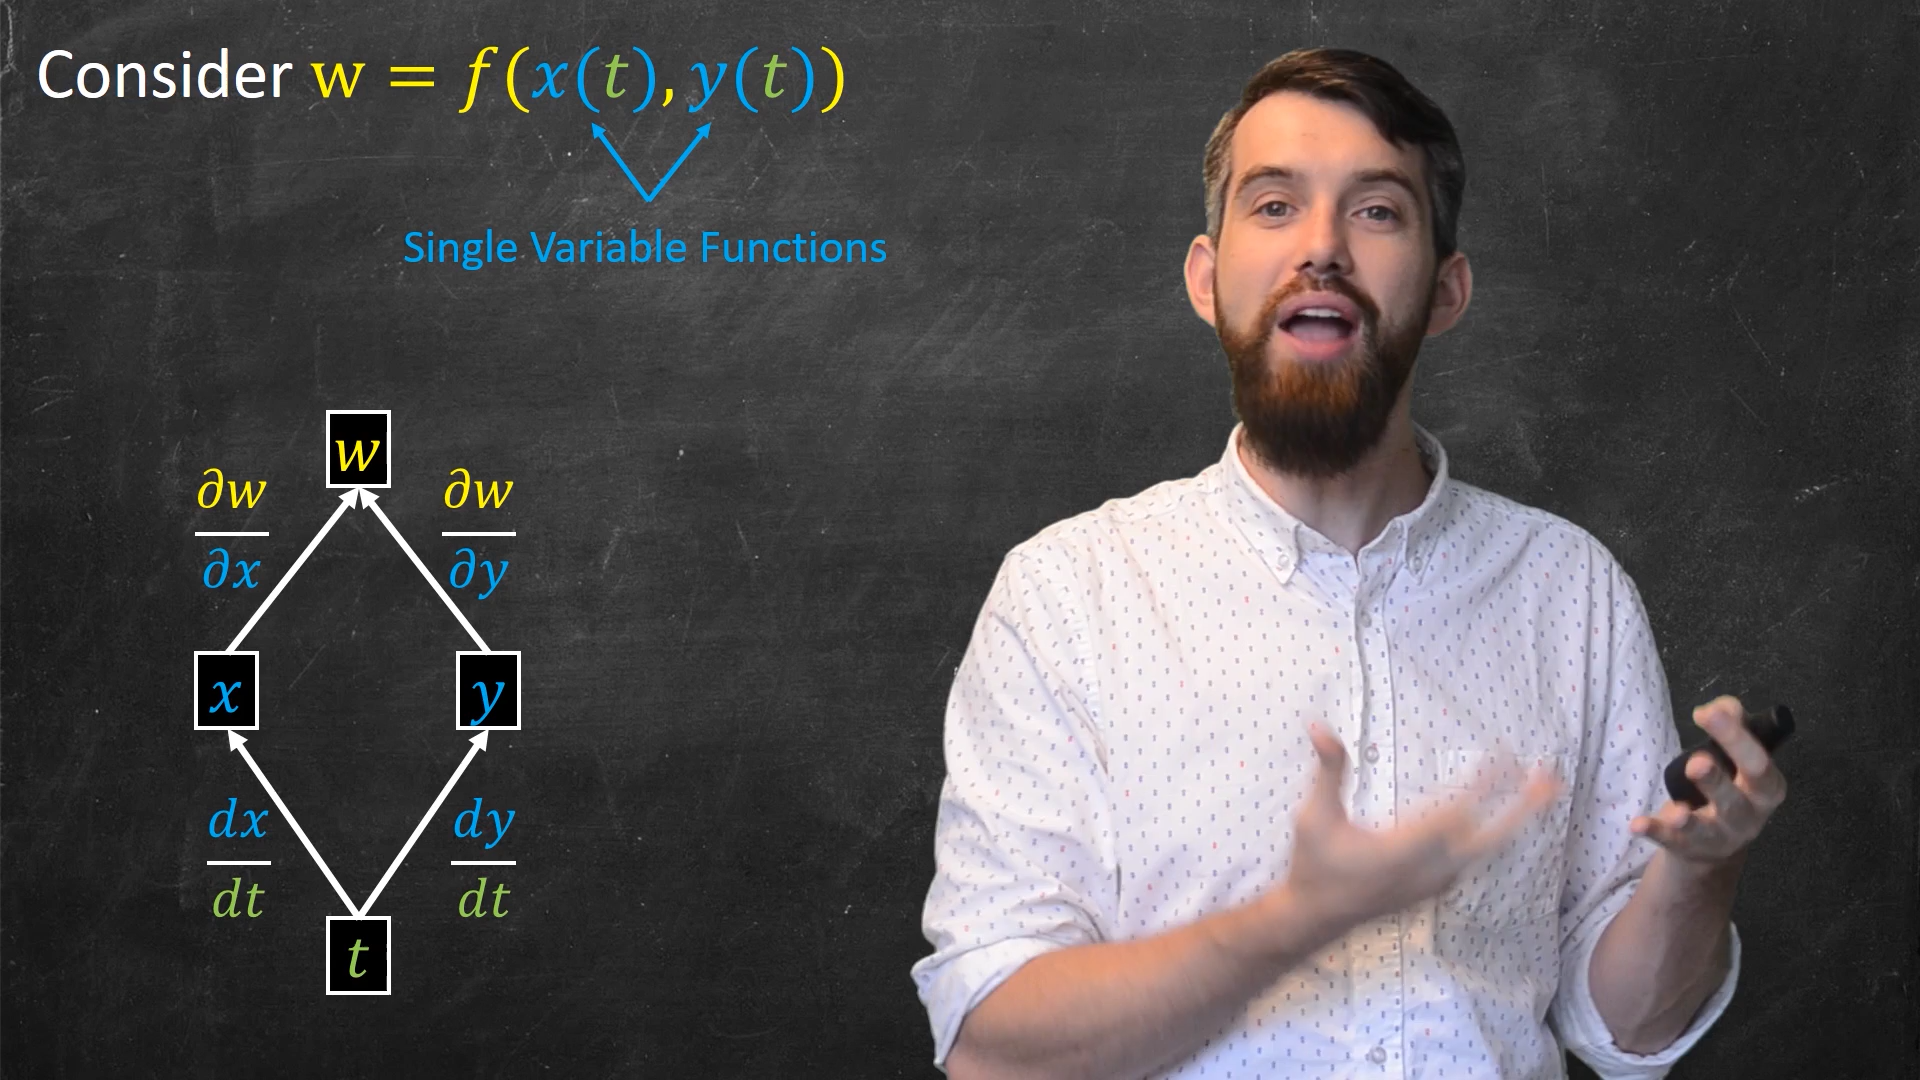 Consider w = f(x(t), y(t))
Single Variable Functions
w
∂w/∂x ∂w/∂y
x y
dx/dt dy/dt
t